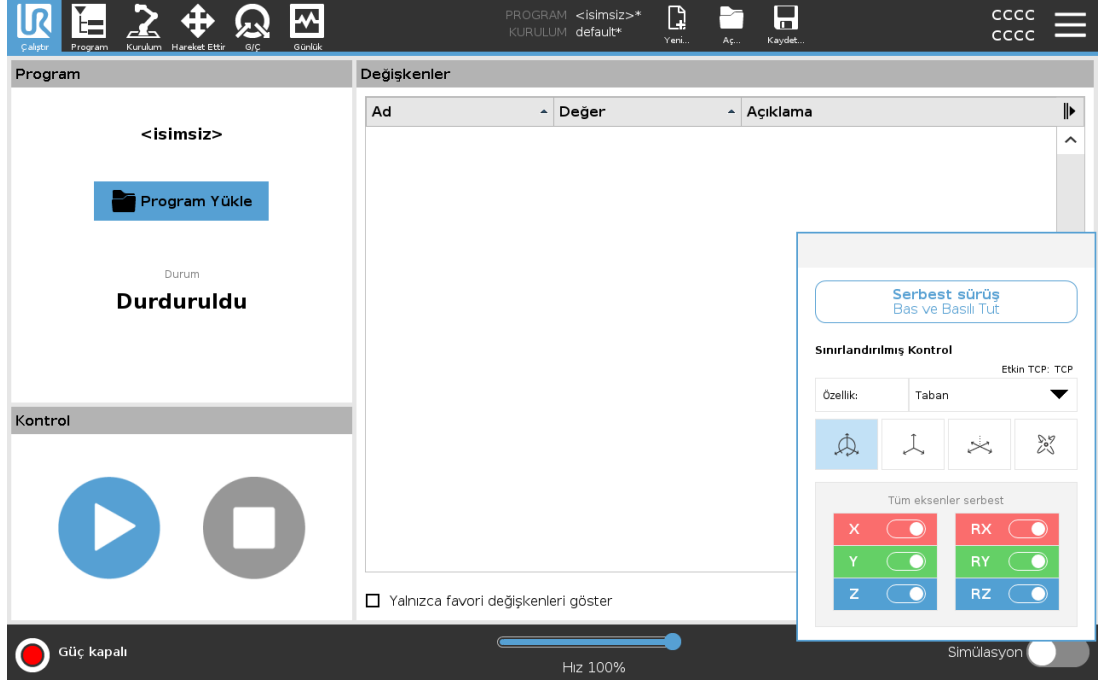 UR
PROGRAM <isimsiz>*
KURULUM default*
CCCC
CCCC
Çalıştır Program Kurulum Hareket Ettir G/Ç Günlük Yeni... Aç... Kaydet...
Program
Değişkenler
Ad Değer Açıklama
<isimsiz>
Program Yükle
Durum
Durduruldu
Kontrol
Yalnızca favori değişkenleri göster
Serbest sürüş
Bas ve Basılı Tut
Sınırlandırılmış Kontrol
Etkin TCP: TCP
Özellik: Taban
Tüm eksenler serbest
X RX
Y RY
Z RZ
Güç kapalı
Hız 100%
Simülasyon